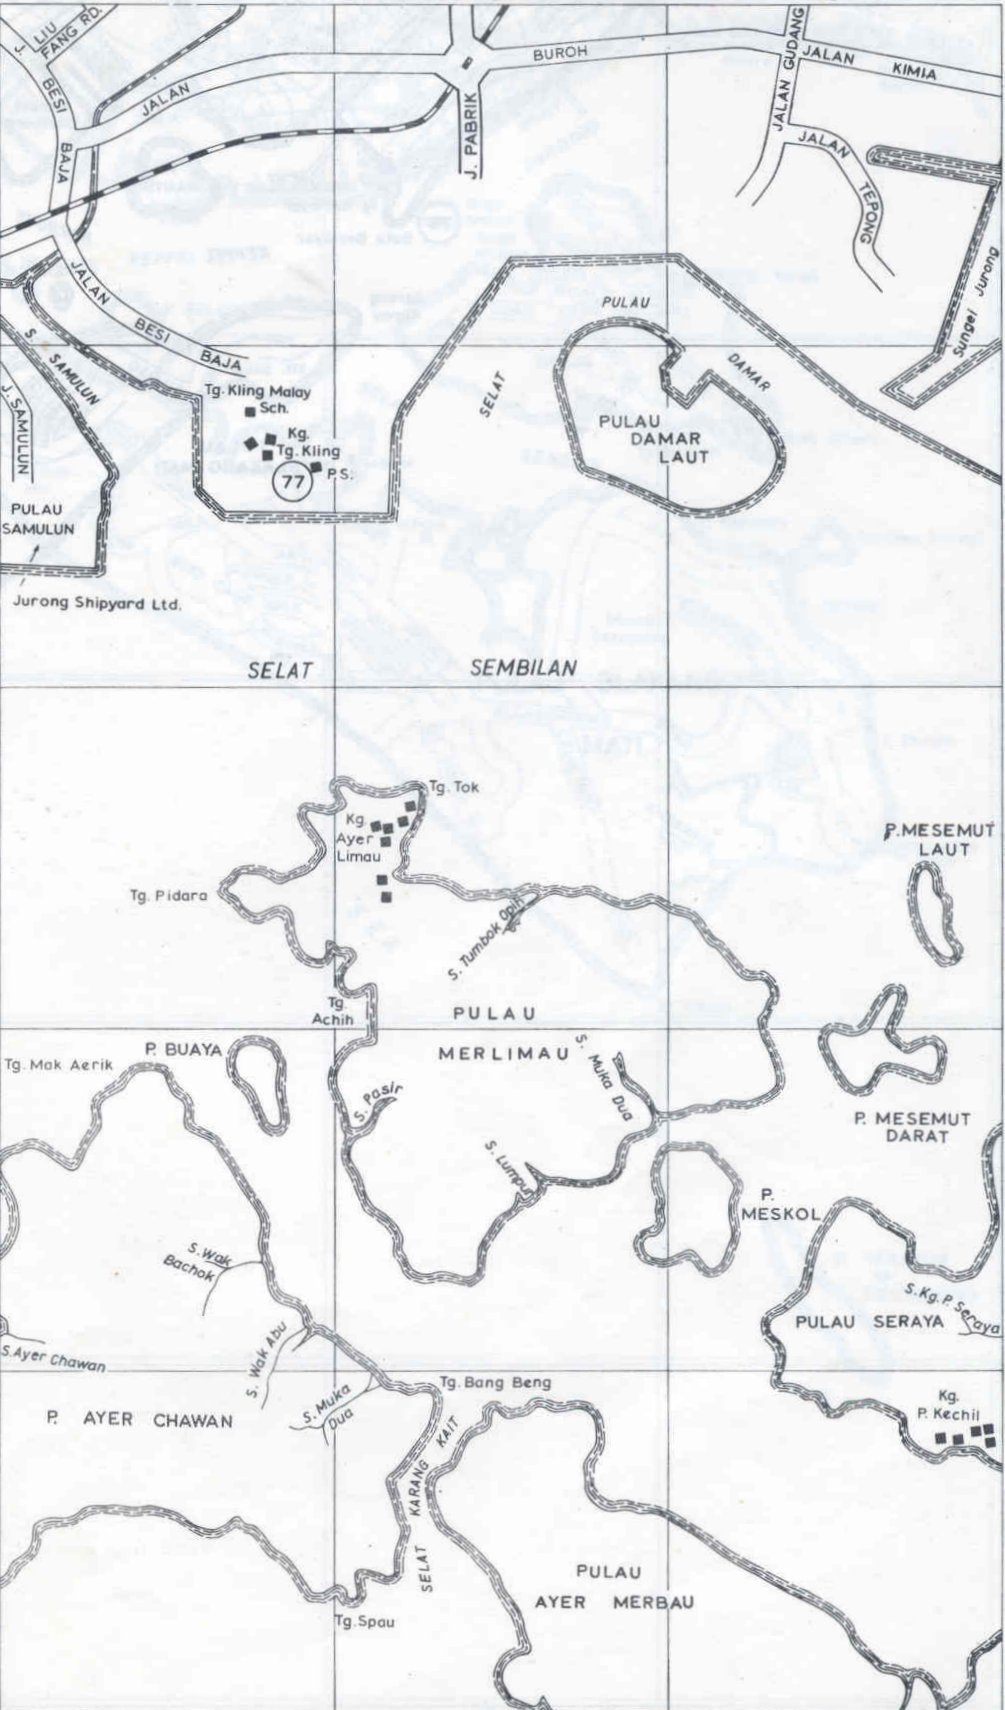 J. LIU
FANG RD.
BESI
BAJA
JALAN
BUROH
J. PABRIK
JALAN GUDANG
JALAN
KIMIA
JALAN
TEPONG
Sungei Jurong
JALAN
BESI
BAJA
S.
SAMULUN
J. SAMULUN
PULAU
SAMULUN
Jurong Shipyard Ltd.
Tg. Kling Malay
Sch.
Kg.
Tg. Kling
77
P.S.
SELAT
PULAU
DAMAR
PULAU
DAMAR
LAUT
SELAT
SEMBILAN
Tg. Tok
Kg.
Ayer
Limau
Tg. Pidara
S. Tumbok Opih
P. MESEMUT
LAUT
Tg.
Achih
PULAU
MERLIMAU
P. BUAYA
Tg. Mak Aerik
S. Pasir
S. Muka Dua
S. Lumpur
P. MESEMUT
DARAT
P.
MESKOL
S. Wak
Bachok
S. Wak Abu
S. Ayer Chawan
S. Kg. P. Seraya
PULAU SERAYA
Tg. Bang Beng
S. Muka
Dua
Kg.
P. Kechil
P. AYER CHAWAN
SELAT KARANG KAIT
PULAU
AYER MERBAU
Tg. Spau